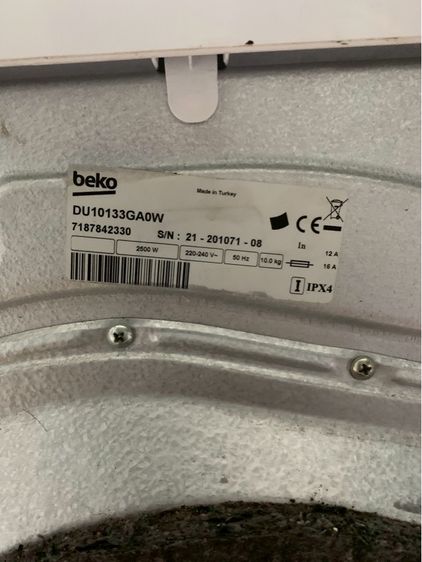 beko
Made in Turkey
DU10133GA0W
7187842330
S/N : 21 - 201071 - 08
2500 W
220-240 V~
50 Hz
10.0 kg
CE
In
12 A
16 A
I
IPX4